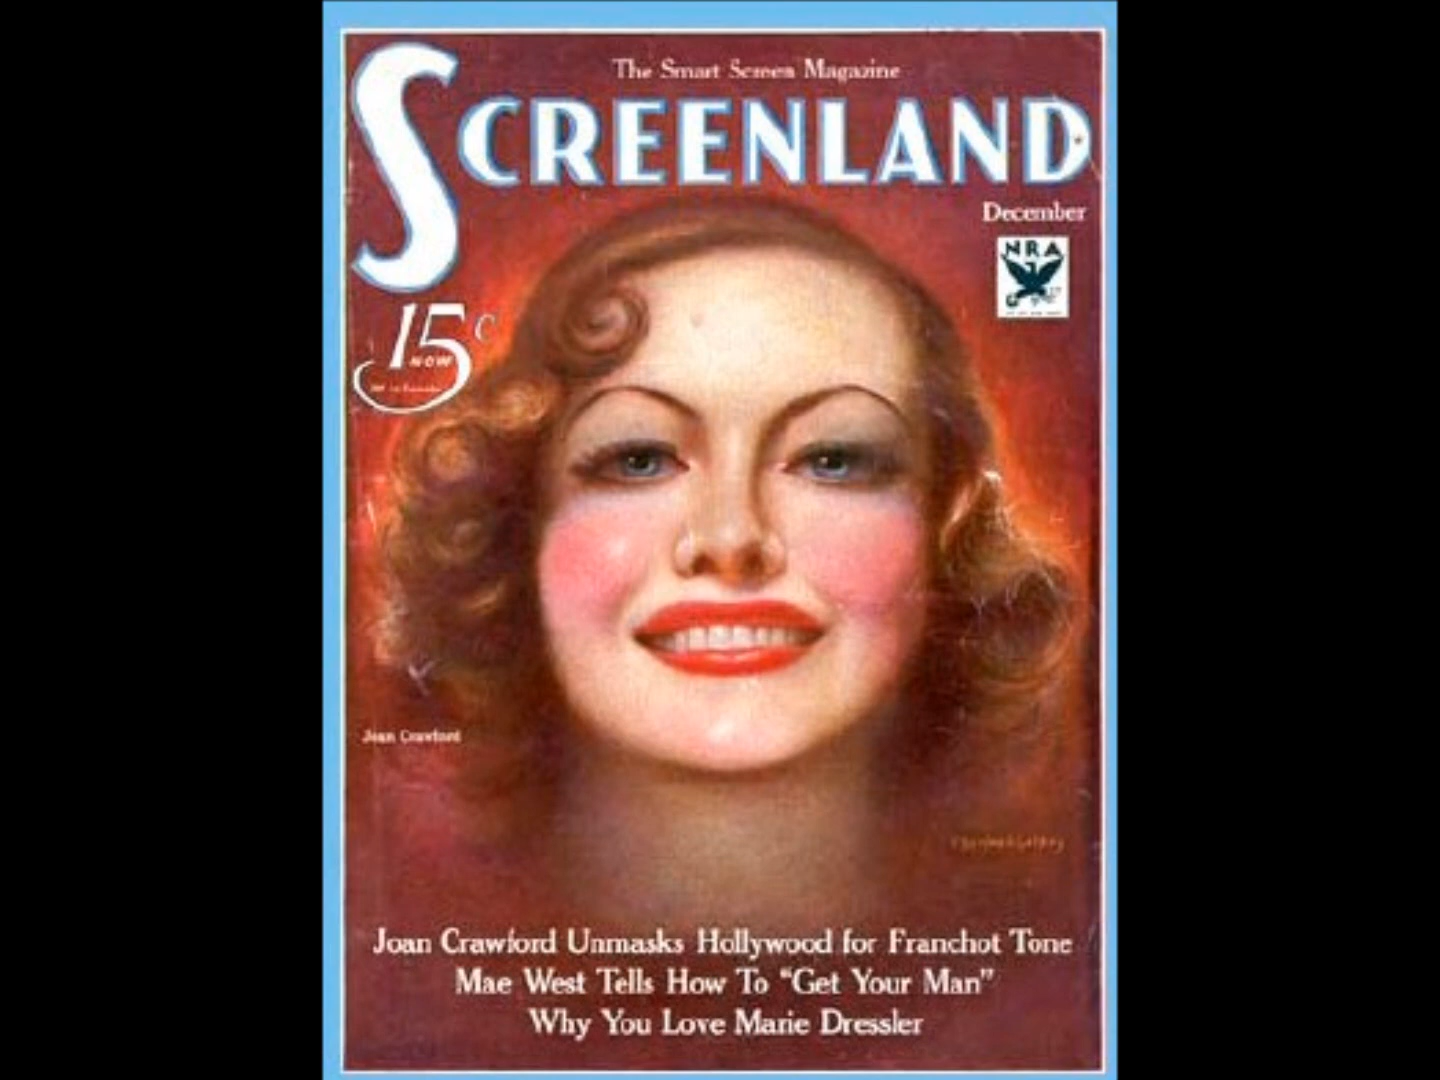 The Smart Screen Magazine
SCREENLAND
December
NRA
15c
NOW
Joan Crawford
Joan Crawford Unmasks Hollywood for Franchot Tone
Mae West Tells How To “Get Your Man”
Why You Love Marie Dressler